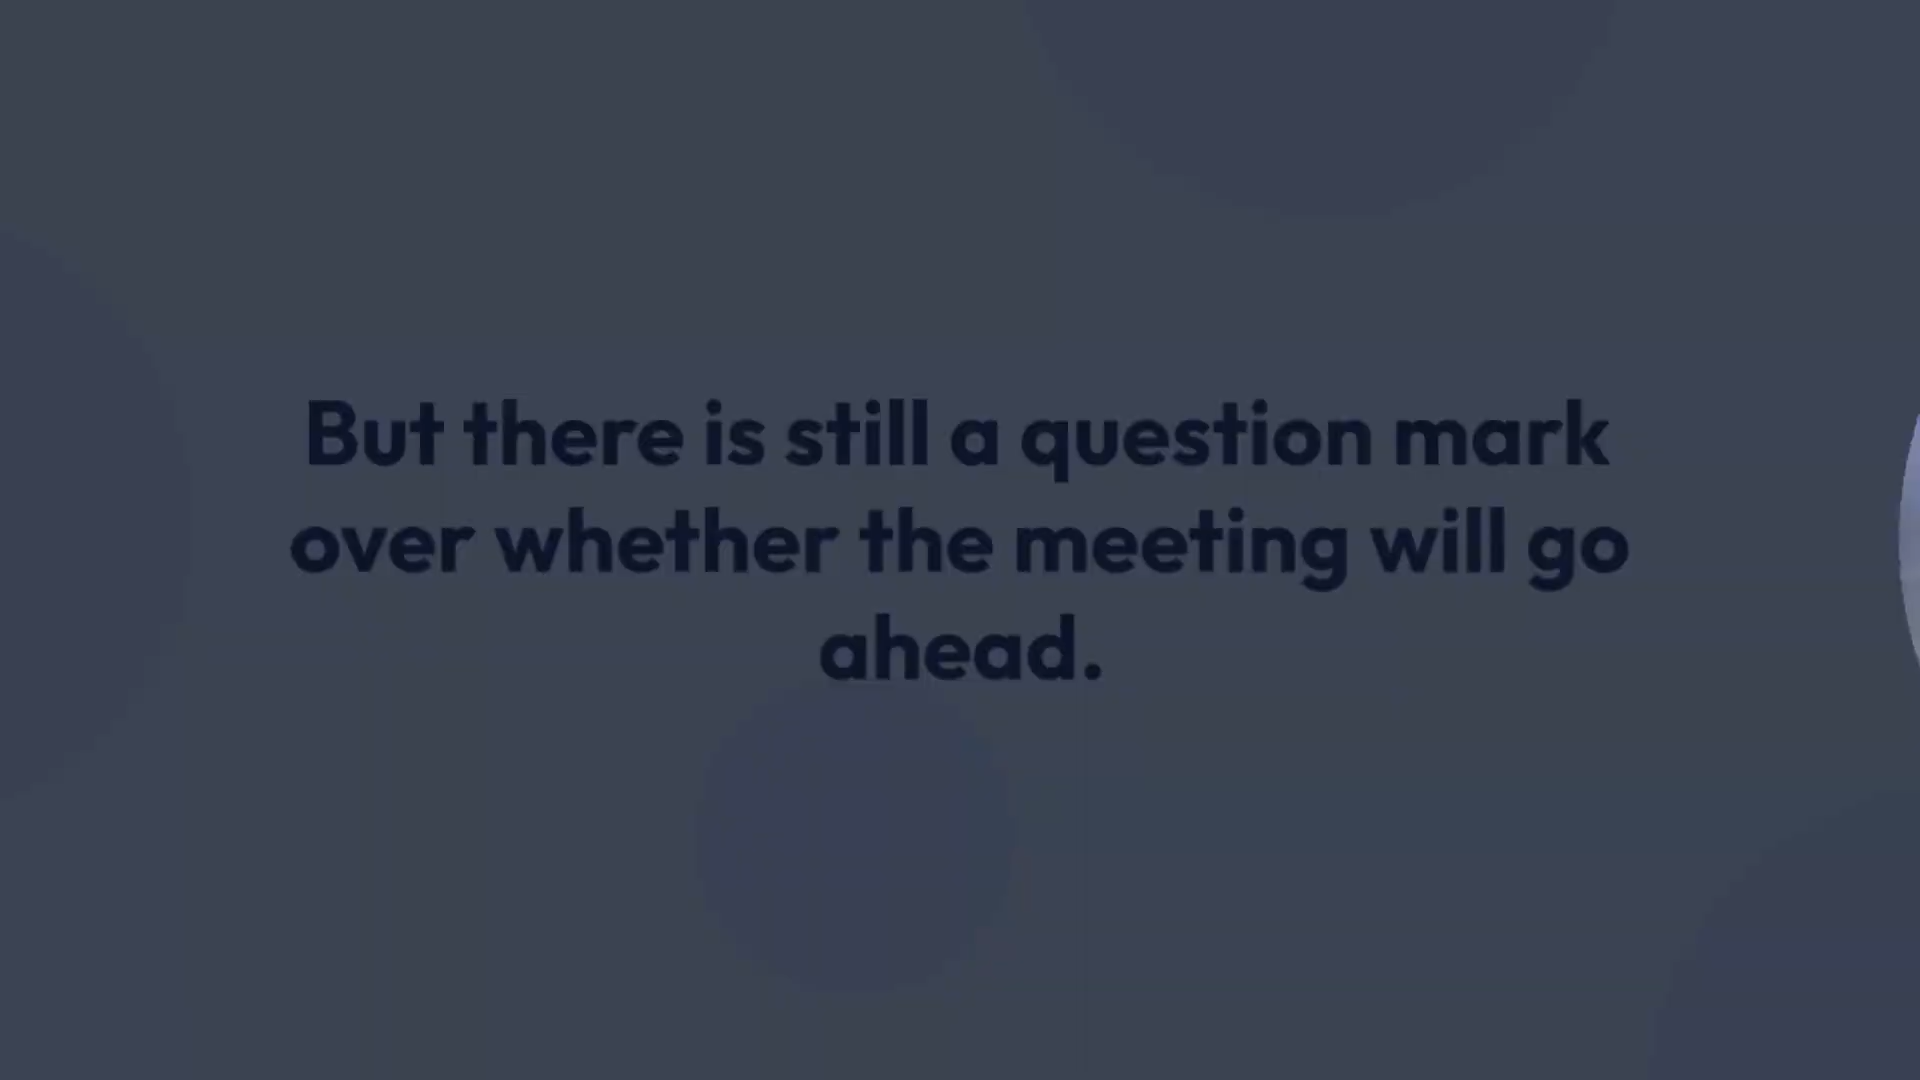 But there is still a question mark
over whether the meeting will go
ahead.